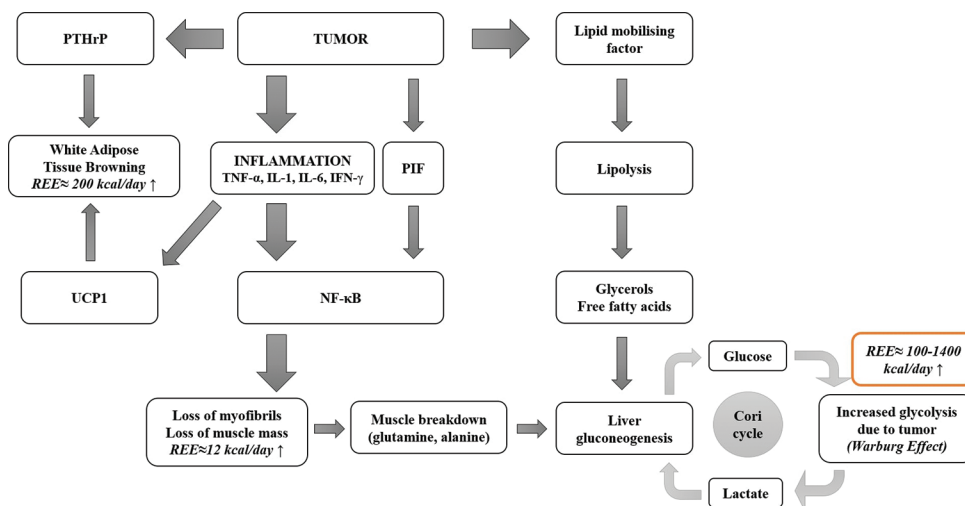 PTHrP
TUMOR
Lipid mobilising
factor
White Adipose
Tissue Browning
REE≈ 200 kcal/day ↑
INFLAMMATION
TNF-α, IL-1, IL-6, IFN-γ
PIF
Lipolysis
UCP1
NF-κB
Glycerols
Free fatty acids
Glucose
REE≈ 100-1400
kcal/day ↑
Loss of myofibrils
Loss of muscle mass
REE≈12 kcal/day ↑
Muscle breakdown
(glutamine, alanine)
Liver
gluconeogenesis
Cori
cycle
Increased glycolysis
due to tumor
(Warburg Effect)
Lactate